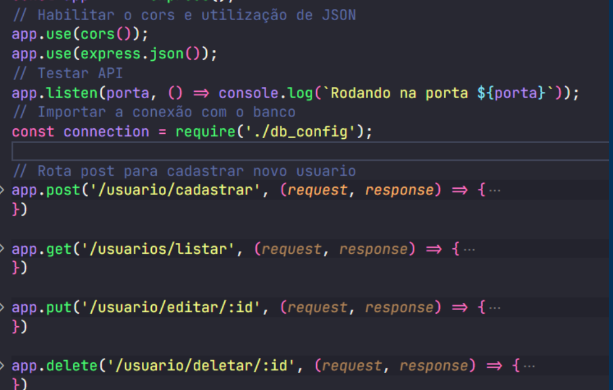 // Habilitar o cors e utilização de JSON
app.use(cors());
app.use(express.json());
// Testar API
app.listen(porta, () => console.log(`Rodando na porta ${porta}`));
// Importar a conexão com o banco
const connection = require('./db_config');
// Rota post para cadastrar novo usuario
app.post('/usuario/cadastrar', (request, response) => {···
})
app.get('/usuarios/listar', (request, response) => {···
})
app.put('/usuario/editar/:id', (request, response) => {···
})
app.delete('/usuario/deletar/:id', (request, response) => {···
})